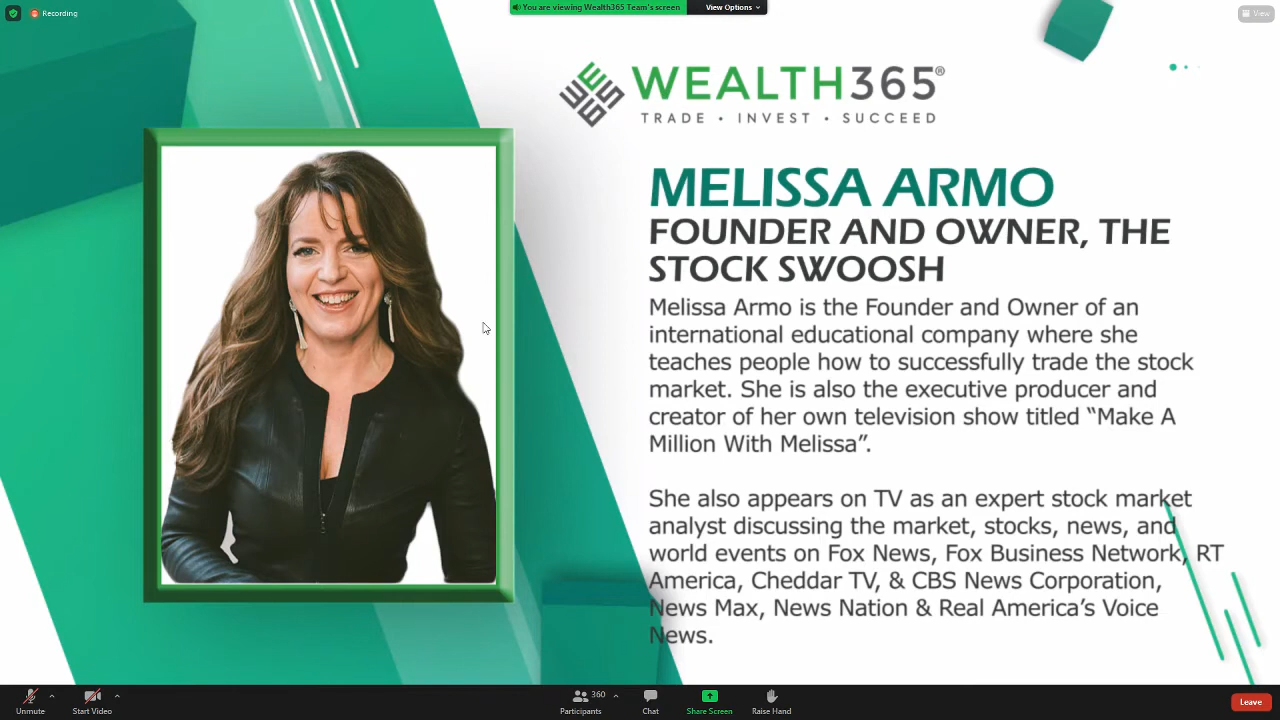 Recording
You are viewing Wealth365 Team's screen
View Options
View
WEALTH365®
TRADE • INVEST • SUCCEED
MELISSA ARMO
FOUNDER AND OWNER, THE
STOCK SWOOSH
Melissa Armo is the Founder and Owner of an
international educational company where she
teaches people how to successfully trade the stock
market. She is also the executive producer and
creator of her own television show titled “Make A
Million With Melissa”.
She also appears on TV as an expert stock market
analyst discussing the market, stocks, news, and
world events on Fox News, Fox Business Network, RT
America, Cheddar TV, & CBS News Corporation,
News Max, News Nation & Real America’s Voice
News.
Unmute
Start Video
360
Participants
Chat
Share Screen
Raise Hand
Leave